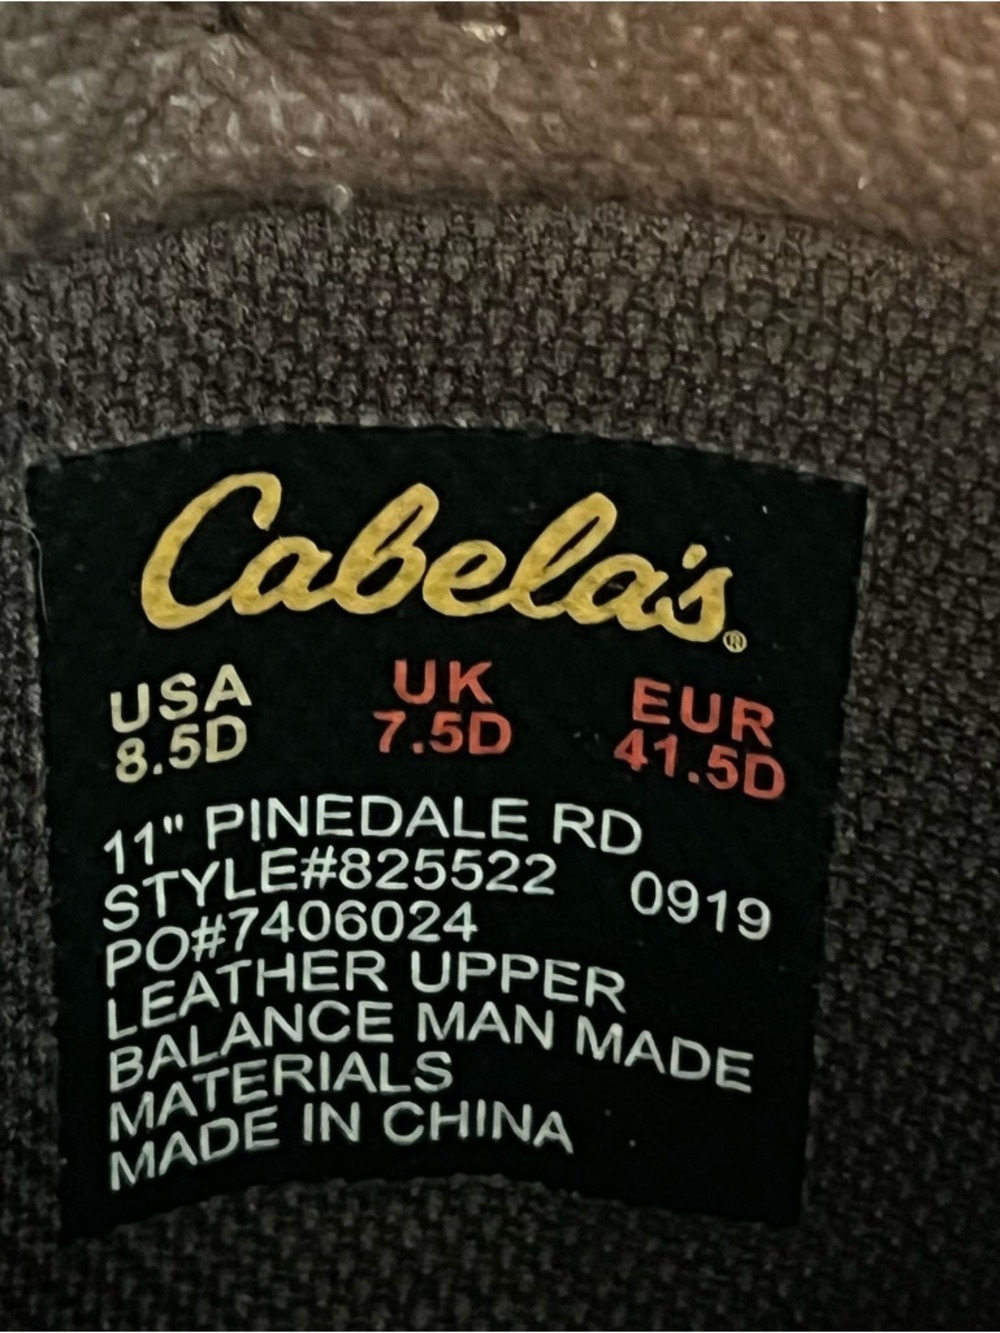 Cabela's®
USA UK EUR
8.5D 7.5D 41.5D
11" PINEDALE RD
STYLE#825522 0919
PO#7406024
LEATHER UPPER
BALANCE MAN MADE
MATERIALS
MADE IN CHINA